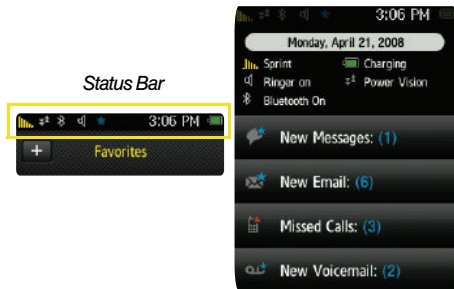 Status Bar
3:06 PM
Favorites
3:06 PM
Monday, April 21, 2008
Sprint Charging
Ringer on Power Vision
Bluetooth On
New Messages: (1)
New Email: (6)
Missed Calls: (3)
New Voicemail: (2)